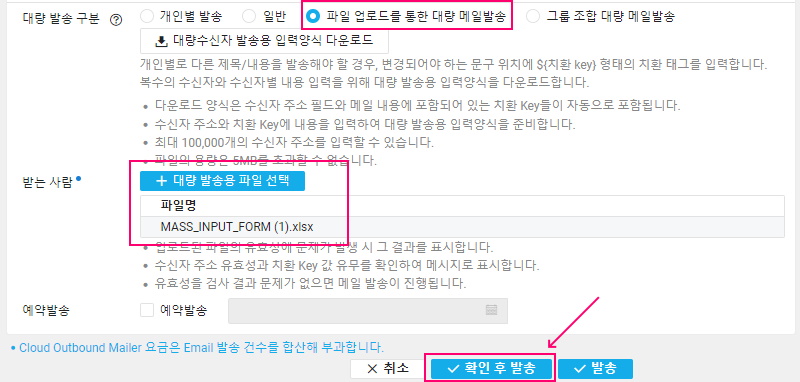 대량 발송 구분 ? 개인별 발송 일반 파일 업로드를 통한 대량 메일발송 그룹 조합 대량 메일발송
대량수신자 발송용 입력양식 다운로드
개인별로 다른 제목/내용을 발송해야 할 경우, 변경되어야 하는 문구 위치에 ${치환 key} 형태의 치환 태그를 입력합니다.
복수의 수신자와 수신자별 내용 입력을 위해 대량 발송용 입력양식을 다운로드합니다.
• 다운로드 양식은 수신자 주소 필드와 메일 내용에 포함되어 있는 치환 Key들이 자동으로 포함됩니다.
• 수신자 주소와 치환 Key에 내용을 입력하여 대량 발송용 입력양식을 준비합니다.
• 최대 100,000개의 수신자 주소를 입력할 수 있습니다.
• 파일의 용량은 5MB를 초과할 수 없습니다.
받는 사람 • + 대량 발송용 파일 선택
파일명
MASS_INPUT_FORM (1).xlsx
• 업로드된 파일의 유효성에 문제가 발생 시 그 결과를 표시합니다.
• 수신자 주소 유효성과 치환 Key 값 유무를 확인하여 메시지로 표시합니다.
• 유효성을 검사 결과 문제가 없으면 메일 발송이 진행됩니다.
예약발송 예약발송
• Cloud Outbound Mailer 요금은 Email 발송 건수를 합산해 부과합니다.
× 취소 ✓ 확인 후 발송 ✓ 발송